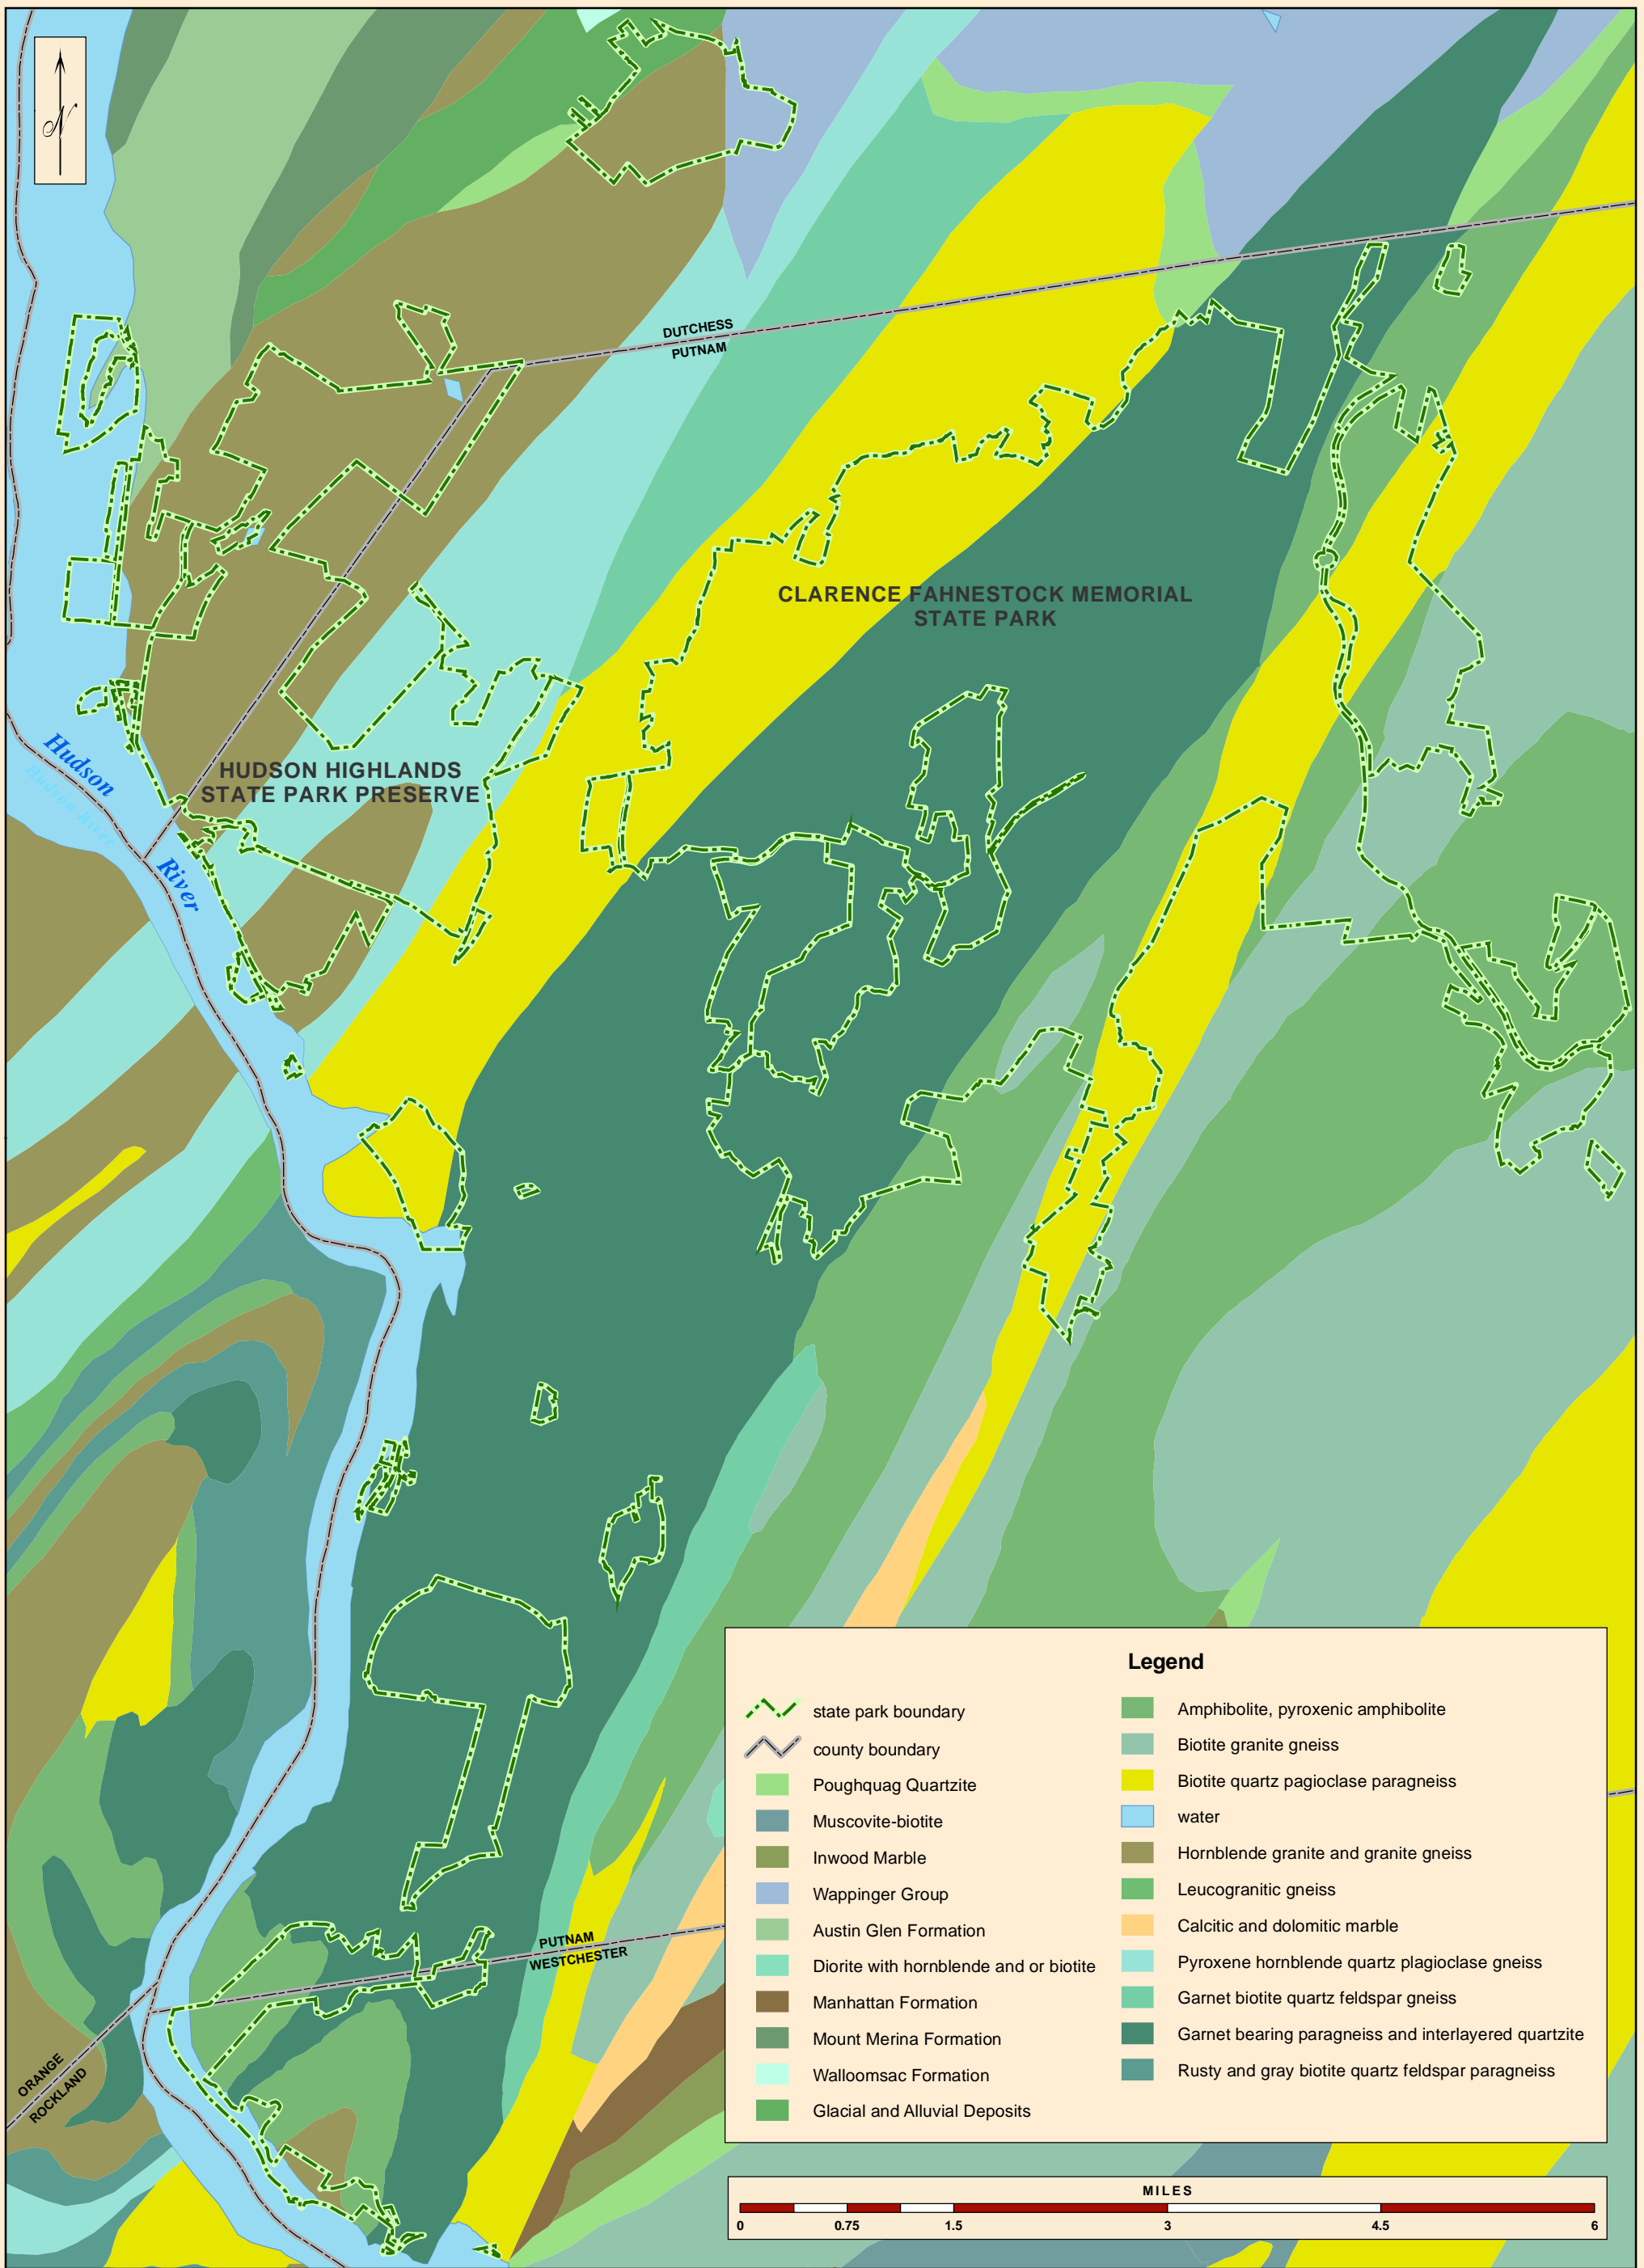 N
DUTCHESS
PUTNAM
CLARENCE FAHNESTOCK MEMORIAL
STATE PARK
Hudson
Hudson River
HUDSON HIGHLANDS
STATE PARK PRESERVE
River
PUTNAM
WESTCHESTER
ORANGE
ROCKLAND
Legend
state park boundary
county boundary
Poughquag Quartzite
Muscovite-biotite
Inwood Marble
Wappinger Group
Austin Glen Formation
Diorite with hornblende and or biotite
Manhattan Formation
Mount Merina Formation
Walloomsac Formation
Glacial and Alluvial Deposits
Amphibolite, pyroxenic amphibolite
Biotite granite gneiss
Biotite quartz pagioclase paragneiss
water
Hornblende granite and granite gneiss
Leucogranitic gneiss
Calcitic and dolomitic marble
Pyroxene hornblende quartz plagioclase gneiss
Garnet biotite quartz feldspar gneiss
Garnet bearing paragneiss and interlayered quartzite
Rusty and gray biotite quartz feldspar paragneiss
MILES
0 0.75 1.5 3 4.5 6